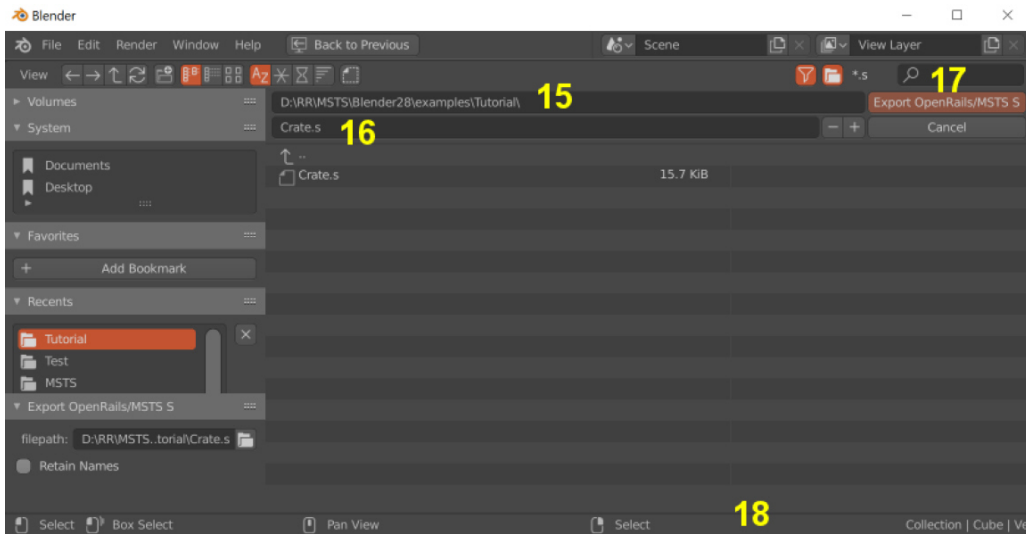 Blender
File Edit Render Window Help Back to Previous Scene View Layer
View AZ *.s 17
Volumes D:\RR\MSTS\Blender28\examples\Tutorial\ 15 Export OpenRails/MSTS S
System Crate.s 16 − + Cancel
Documents ..
Desktop Crate.s 15.7 KiB
Favorites
+ Add Bookmark
Recents
Tutorial
Test
MSTS
Export OpenRails/MSTS S
filepath: D:\RR\MSTS..torial\Crate.s
Retain Names
Select Box Select Pan View Select 18 Collection | Cube | Ve